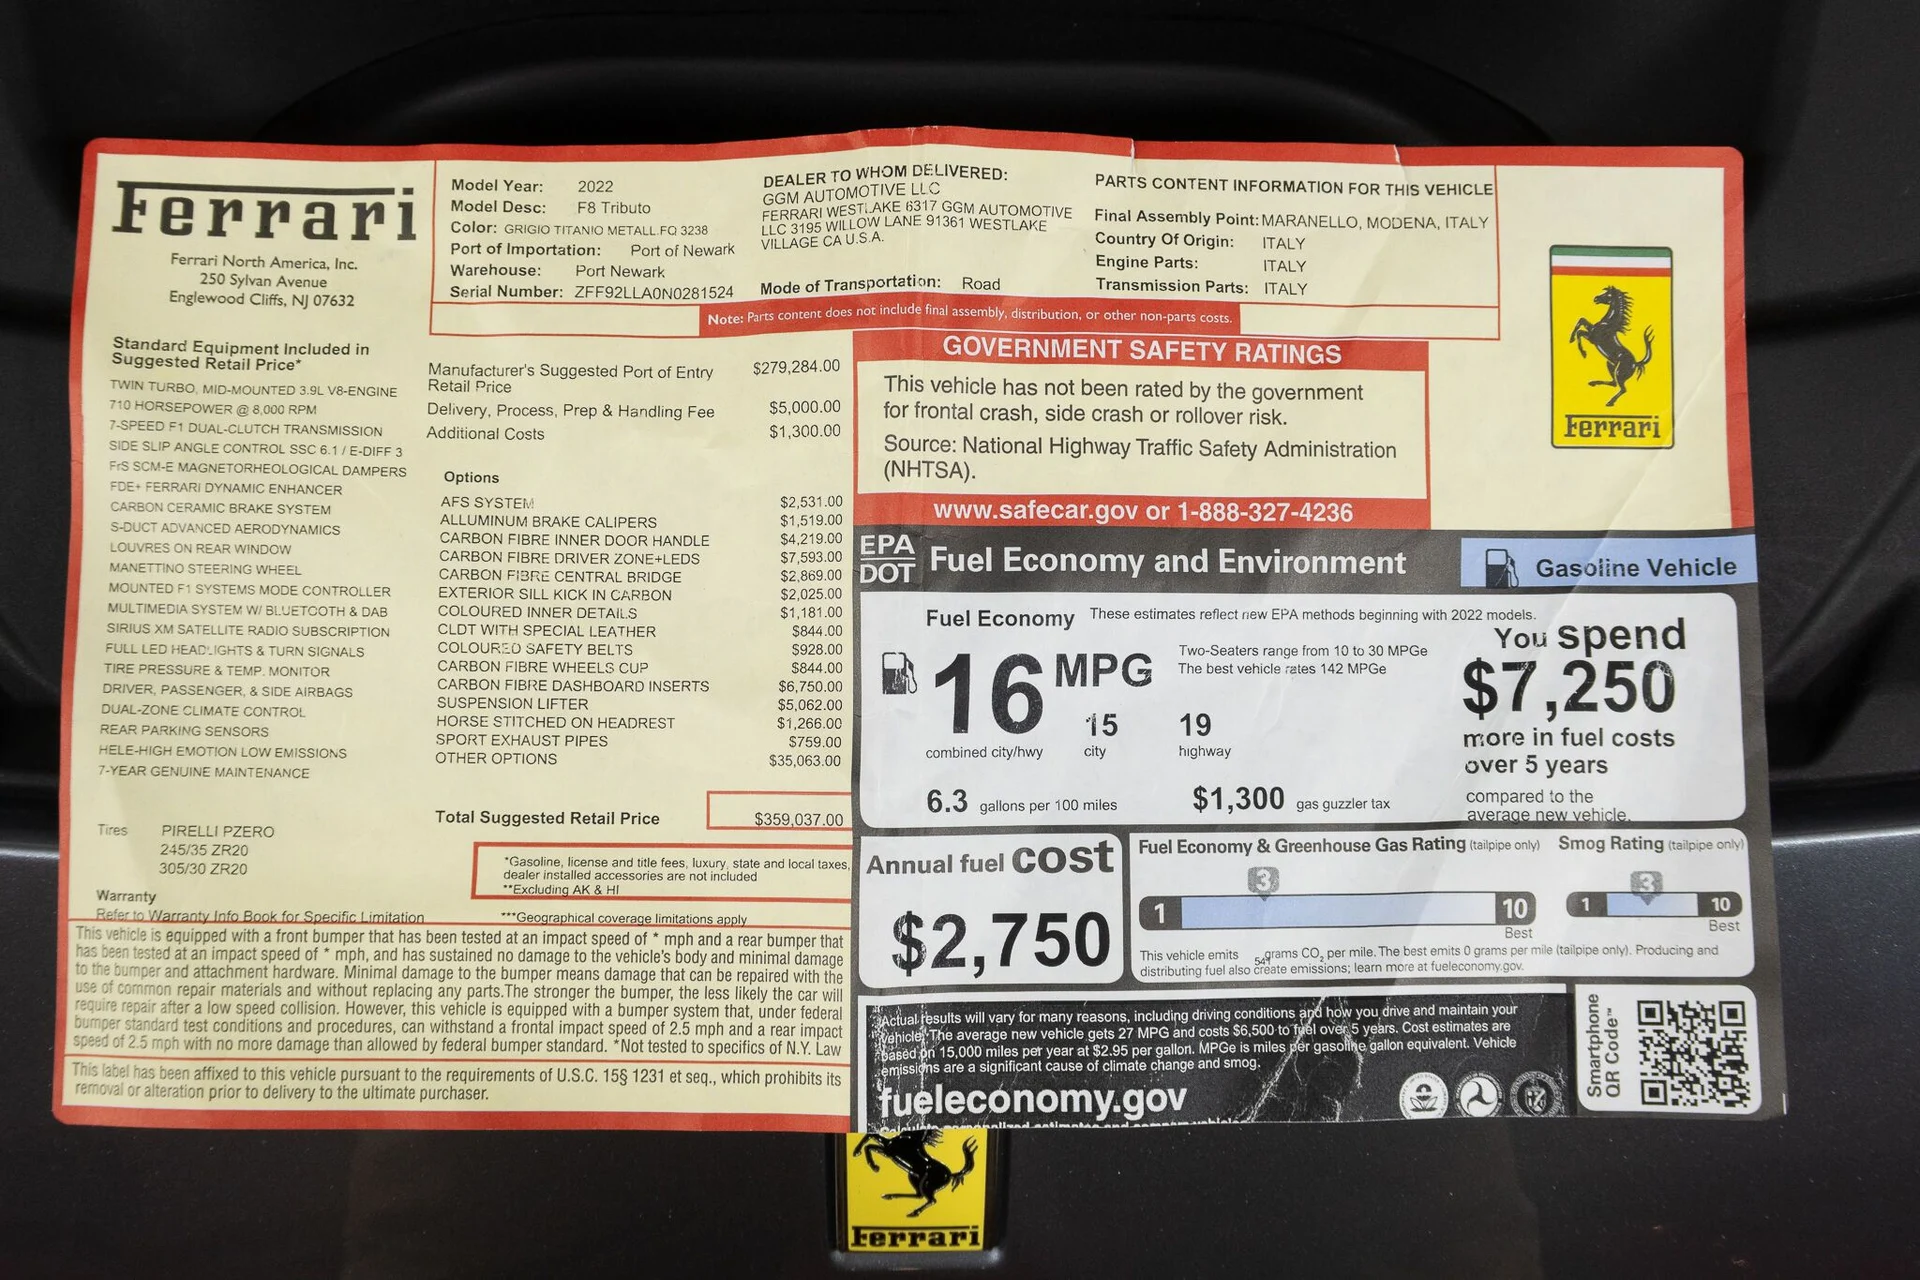 Ferrari
Ferrari North America, Inc.
250 Sylvan Avenue
Englewood Cliffs, NJ 07632
Model Year: 2022
Model Desc: F8 Tributo
Color: GRIGIO TITANIO METALL.FQ 3238
Port of Importation: Port of Newark
Warehouse: Port Newark
Serial Number: ZFF92LLA0N0281524
DEALER TO WHOM DELIVERED:
GGM AUTOMOTIVE LLC
FERRARI WESTLAKE 6317 GGM AUTOMOTIVE
LLC 3195 WILLOW LANE 91361 WESTLAKE
VILLAGE CA U.S.A.
Mode of Transportation: Road
PARTS CONTENT INFORMATION FOR THIS VEHICLE
Final Assembly Point: MARANELLO, MODENA, ITALY
Country Of Origin: ITALY
Engine Parts: ITALY
Transmission Parts: ITALY
Note: Parts content does not include final assembly, distribution, or other non-parts costs.
Ferrari
Standard Equipment Included in
Suggested Retail Price*
TWIN TURBO, MID-MOUNTED 3.9L V8-ENGINE
710 HORSEPOWER @ 8,000 RPM
7-SPEED F1 DUAL-CLUTCH TRANSMISSION
SIDE SLIP ANGLE CONTROL SSC 6.1 / E-DIFF 3
FrS SCM-E MAGNETORHEOLOGICAL DAMPERS
FDE+ FERRARI DYNAMIC ENHANCER
CARBON CERAMIC BRAKE SYSTEM
S-DUCT ADVANCED AERODYNAMICS
LOUVRES ON REAR WINDOW
MANETTINO STEERING WHEEL
MOUNTED F1 SYSTEMS MODE CONTROLLER
MULTIMEDIA SYSTEM W/ BLUETOOTH & DAB
SIRIUS XM SATELLITE RADIO SUBSCRIPTION
FULL LED HEADLIGHTS & TURN SIGNALS
TIRE PRESSURE & TEMP. MONITOR
DRIVER, PASSENGER, & SIDE AIRBAGS
DUAL-ZONE CLIMATE CONTROL
REAR PARKING SENSORS
HELE-HIGH EMOTION LOW EMISSIONS
7-YEAR GENUINE MAINTENANCE
Tires PIRELLI PZERO
245/35 ZR20
305/30 ZR20
Warranty
Refer to Warranty Info Book for Specific Limitation
Manufacturer's Suggested Port of Entry
Retail Price $279,284.00
Delivery, Process, Prep & Handling Fee $5,000.00
Additional Costs $1,300.00
Options
AFS SYSTEM $2,531.00
ALLUMINUM BRAKE CALIPERS $1,519.00
CARBON FIBRE INNER DOOR HANDLE $4,219.00
CARBON FIBRE DRIVER ZONE+LEDS $7,593.00
CARBON FIBRE CENTRAL BRIDGE $2,869.00
EXTERIOR SILL KICK IN CARBON $2,025.00
COLOURED INNER DETAILS $1,181.00
CLDT WITH SPECIAL LEATHER $844.00
COLOURED SAFETY BELTS $928.00
CARBON FIBRE WHEELS CUP $844.00
CARBON FIBRE DASHBOARD INSERTS $6,750.00
SUSPENSION LIFTER $5,062.00
HORSE STITCHED ON HEADREST $1,266.00
SPORT EXHAUST PIPES $759.00
OTHER OPTIONS $35,063.00
Total Suggested Retail Price $359,037.00
*Gasoline, license and title fees, luxury, state and local taxes,
dealer installed accessories are not included
**Excluding AK & HI
***Geographical coverage limitations apply
This vehicle is equipped with a front bumper that has been tested at an impact speed of * mph and a rear bumper that
has been tested at an impact speed of * mph, and has sustained no damage to the vehicle's body and minimal damage
to the bumper and attachment hardware. Minimal damage to the bumper means damage that can be repaired with the
use of common repair materials and without replacing any parts.The stronger the bumper, the less likely the car will
require repair after a low speed collision. However, this vehicle is equipped with a bumper system that, under federal
bumper standard test conditions and procedures, can withstand a frontal impact speed of 2.5 mph and a rear impact
speed of 2.5 mph with no more damage than allowed by federal bumper standard. *Not tested to specifics of N.Y. Law
This label has been affixed to this vehicle pursuant to the requirements of U.S.C. 15§ 1231 et seq., which prohibits its
removal or alteration prior to delivery to the ultimate purchaser.
GOVERNMENT SAFETY RATINGS
This vehicle has not been rated by the government
for frontal crash, side crash or rollover risk.
Source: National Highway Traffic Safety Administration
(NHTSA).
www.safecar.gov or 1-888-327-4236
EPA
DOT
Fuel Economy and Environment
Gasoline Vehicle
Fuel Economy These estimates reflect new EPA methods beginning with 2022 models.
16 MPG
combined city/hwy
15
city
19
highway
Two-Seaters range from 10 to 30 MPGe
The best vehicle rates 142 MPGe
6.3 gallons per 100 miles
$1,300 gas guzzler tax
You spend
$7,250
more in fuel costs
over 5 years
compared to the
average new vehicle.
Annual fuel cost
$2,750
Fuel Economy & Greenhouse Gas Rating (tailpipe only)
3
1 10
Best
Smog Rating (tailpipe only)
3
1 10
Best
This vehicle emits grams CO2 per mile. The best emits 0 grams per mile (tailpipe only). Producing and
distributing fuel also create emissions; learn more at fueleconomy.gov.
Actual results will vary for many reasons, including driving conditions and how you drive and maintain your
vehicle. The average new vehicle gets 27 MPG and costs $6,500 to fuel over 5 years. Cost estimates are
based on 15,000 miles per year at $2.95 per gallon. MPGe is miles per gasoline gallon equivalent. Vehicle
emissions are a significant cause of climate change and smog.
fueleconomy.gov
Smartphone
QR Code™
Ferrari